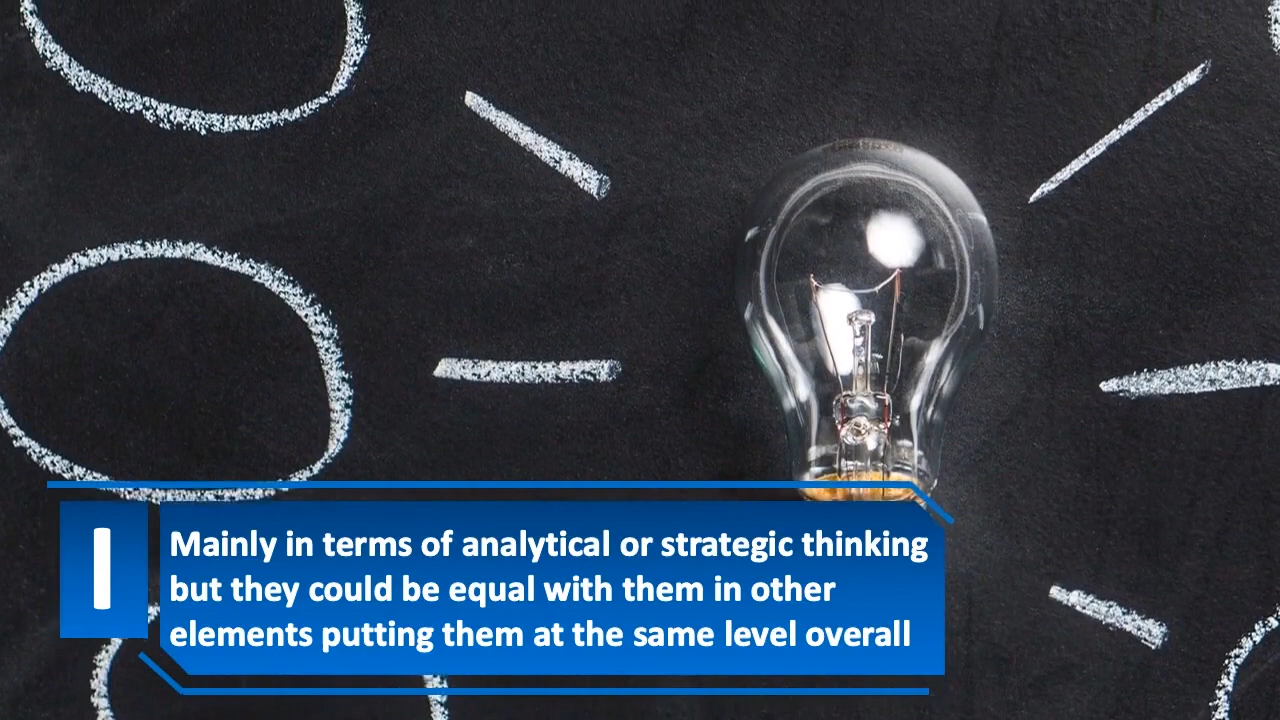 I
Mainly in terms of analytical or strategic thinking
but they could be equal with them in other
elements putting them at the same level overall